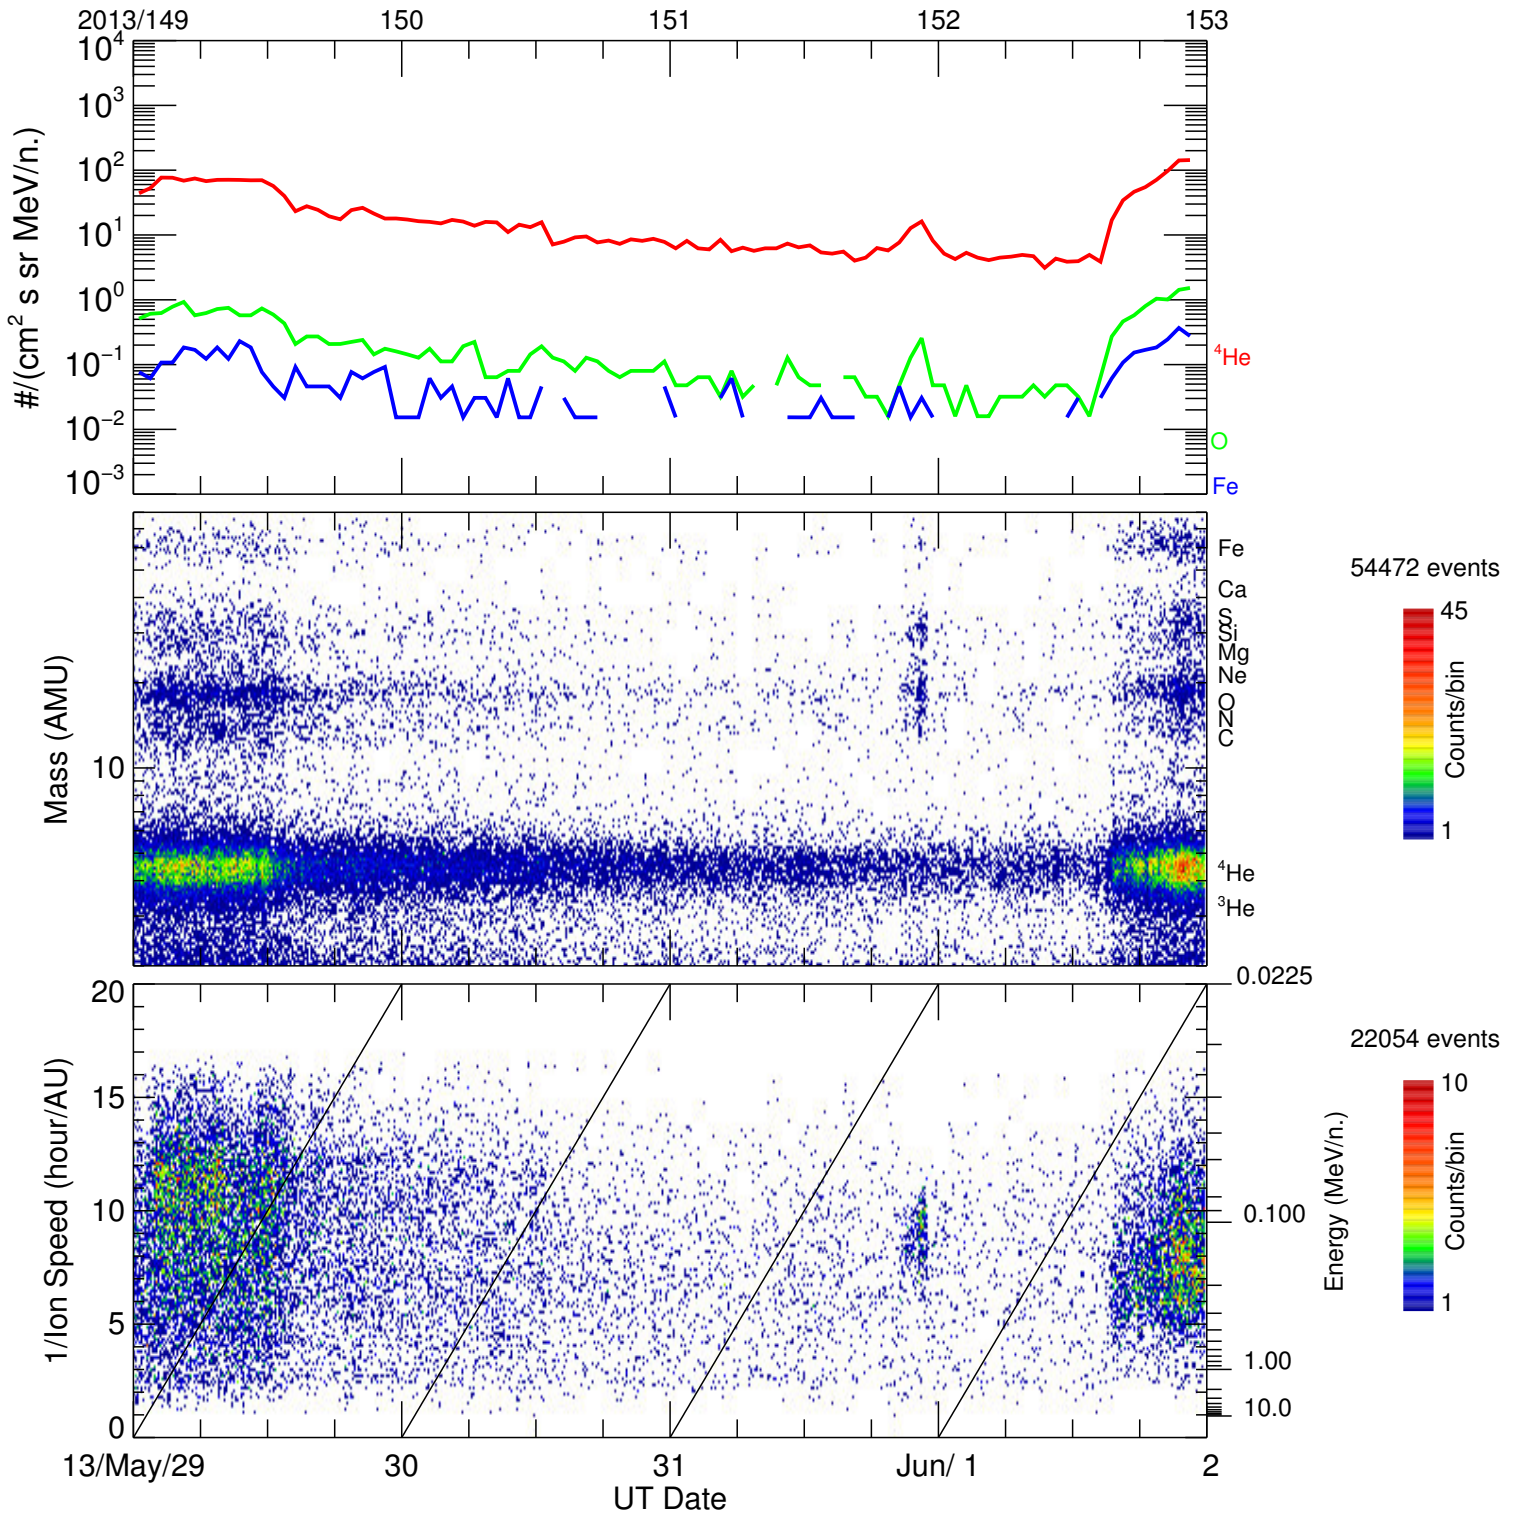 2013/149 150 151 152 153
10⁴
10³
10²
10¹
10⁰
10⁻¹
10⁻²
10⁻³
#/(cm² s sr MeV/n.)
⁴He
O
Fe
Mass (AMU)
10
Fe
Ca
S
Si
Mg
Ne
O
N
C
⁴He
³He
54472 events
45
Counts/bin
1
1/Ion Speed (hour/AU)
20
15
10
5
0
0.0225
0.100
1.00
10.0
Energy (MeV/n.)
22054 events
10
Counts/bin
1
13/May/29 30 31 Jun/ 1 2
UT Date